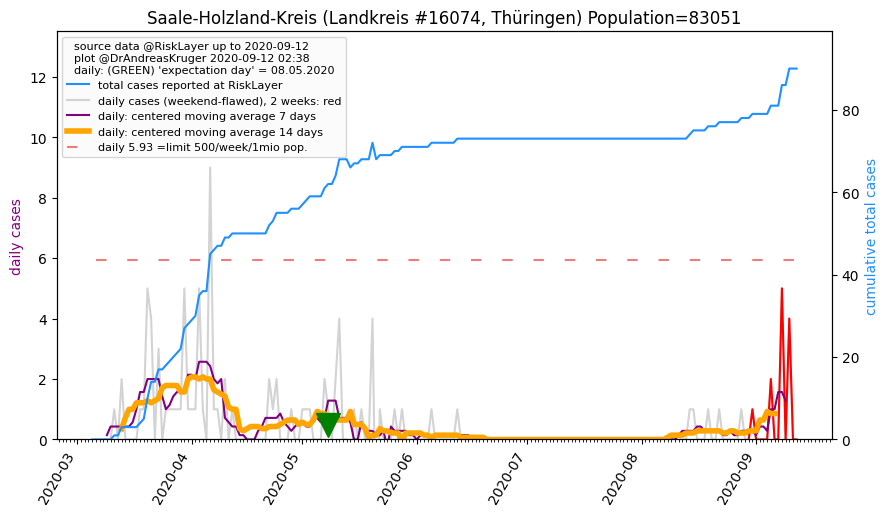 Saale-Holzland-Kreis (Landkreis #16074, Thüringen) Population=83051
source data @RiskLayer up to 2020-09-12
plot @DrAndreasKruger 2020-09-12 02:38
daily: (GREEN) 'expectation day' = 08.05.2020
total cases reported at RiskLayer
daily cases (weekend-flawed), 2 weeks: red
daily: centered moving average 7 days
daily: centered moving average 14 days
daily 5.93 =limit 500/week/1mio pop.
daily cases
12
10
8
6
4
2
0
cumulative total cases
80
60
40
20
0
2020-03
2020-04
2020-05
2020-06
2020-07
2020-08
2020-09